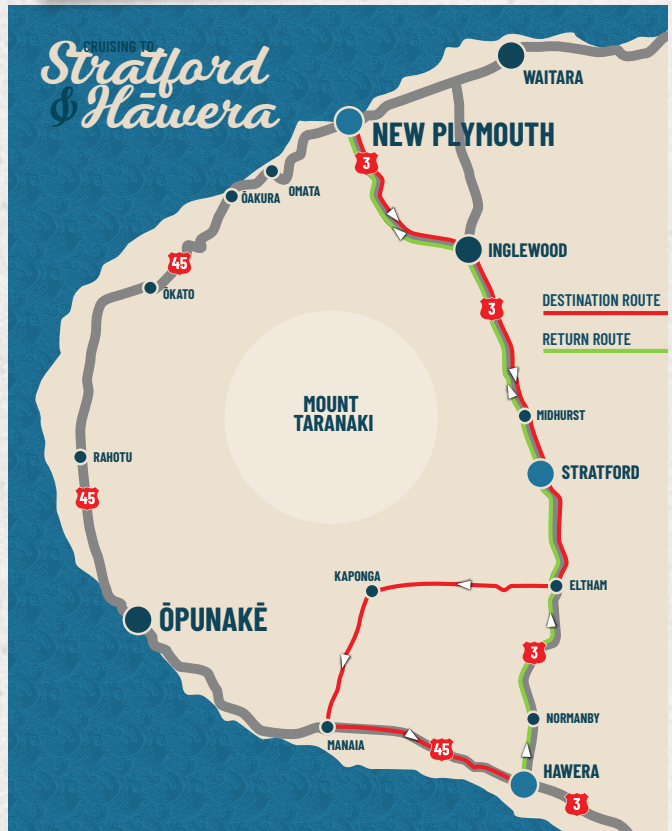 CRUISING TO
Stratford
& Hāwera
WAITARA
NEW PLYMOUTH
3
OMATA
ŌAKURA
INGLEWOOD
45
ŌKATO
3
DESTINATION ROUTE
RETURN ROUTE
MOUNT
TARANAKI
MIDHURST
RAHOTU
STRATFORD
45
KAPONGA
ELTHAM
ŌPUNAKĒ
3
NORMANBY
MANAIA
45
HAWERA
3